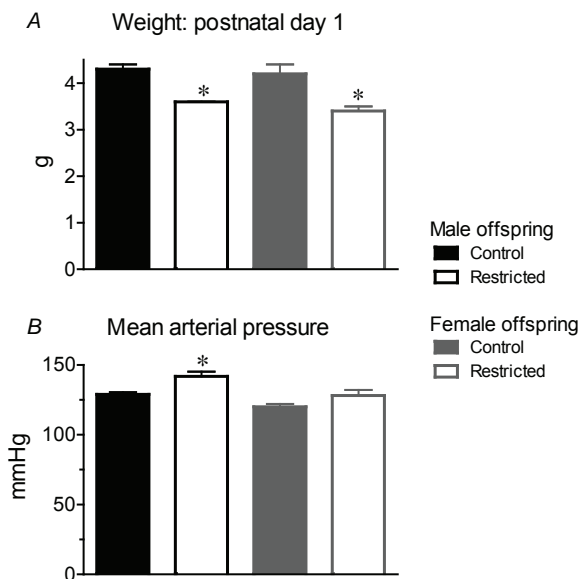 A Weight: postnatal day 1
4
3
2
1
0
g
*
*
Male offspring
Control
Restricted
Female offspring
Control
Restricted
B Mean arterial pressure
150
100
50
0
mmHg
*